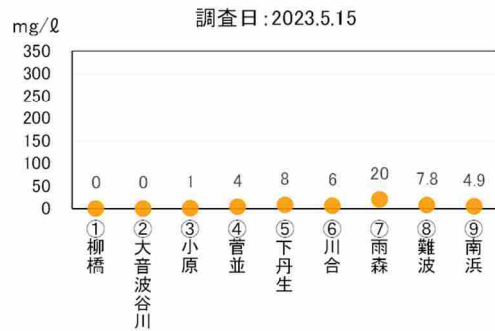 調査日：2023.5.15
mg/ℓ
350
300
250
200
150
100
50
0
0 0 1 4 8 6 20 7.8 4.9
①柳橋
②大音波谷川
③小原
④菅並
⑤下丹生
⑥川合
⑦雨森
⑧難波
⑨南浜